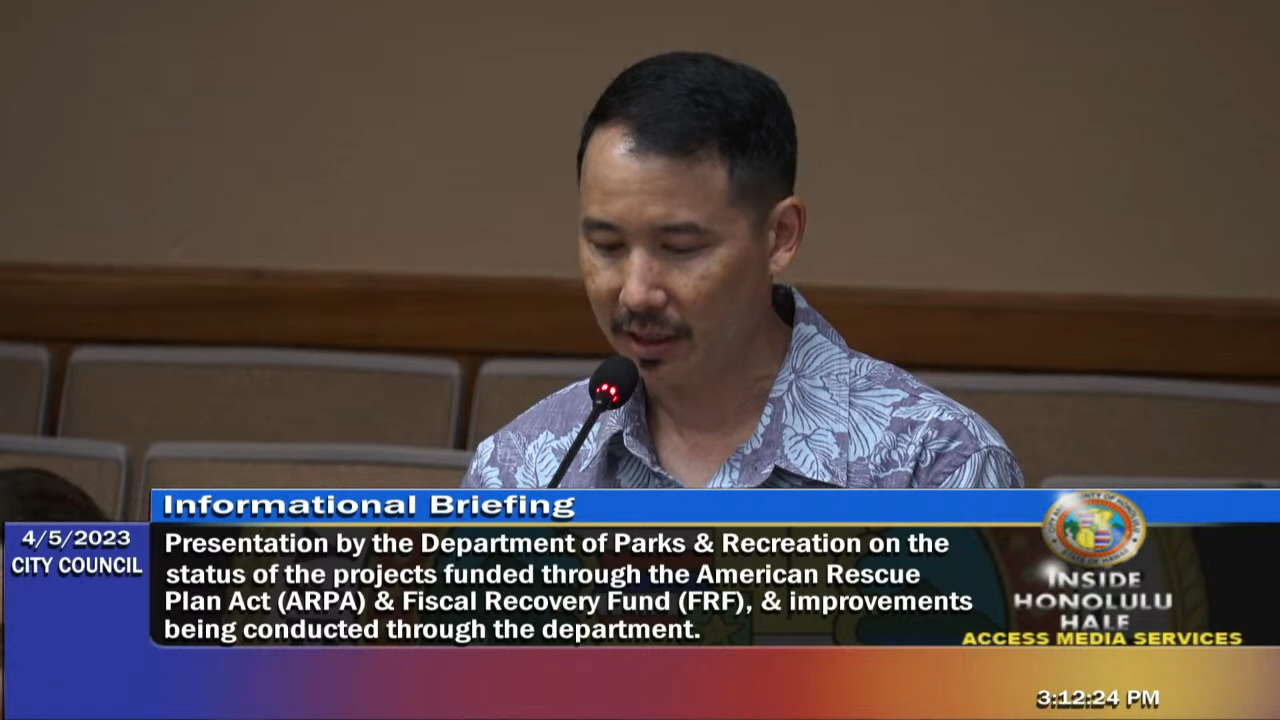 Informational Briefing
4/5/2023
CITY COUNCIL
Presentation by the Department of Parks & Recreation on the
status of the projects funded through the American Rescue
Plan Act (ARPA) & Fiscal Recovery Fund (FRF), & improvements
being conducted through the department.
INSIDE
HONOLULU
HALE
ACCESS MEDIA SERVICES
3:12:24 PM